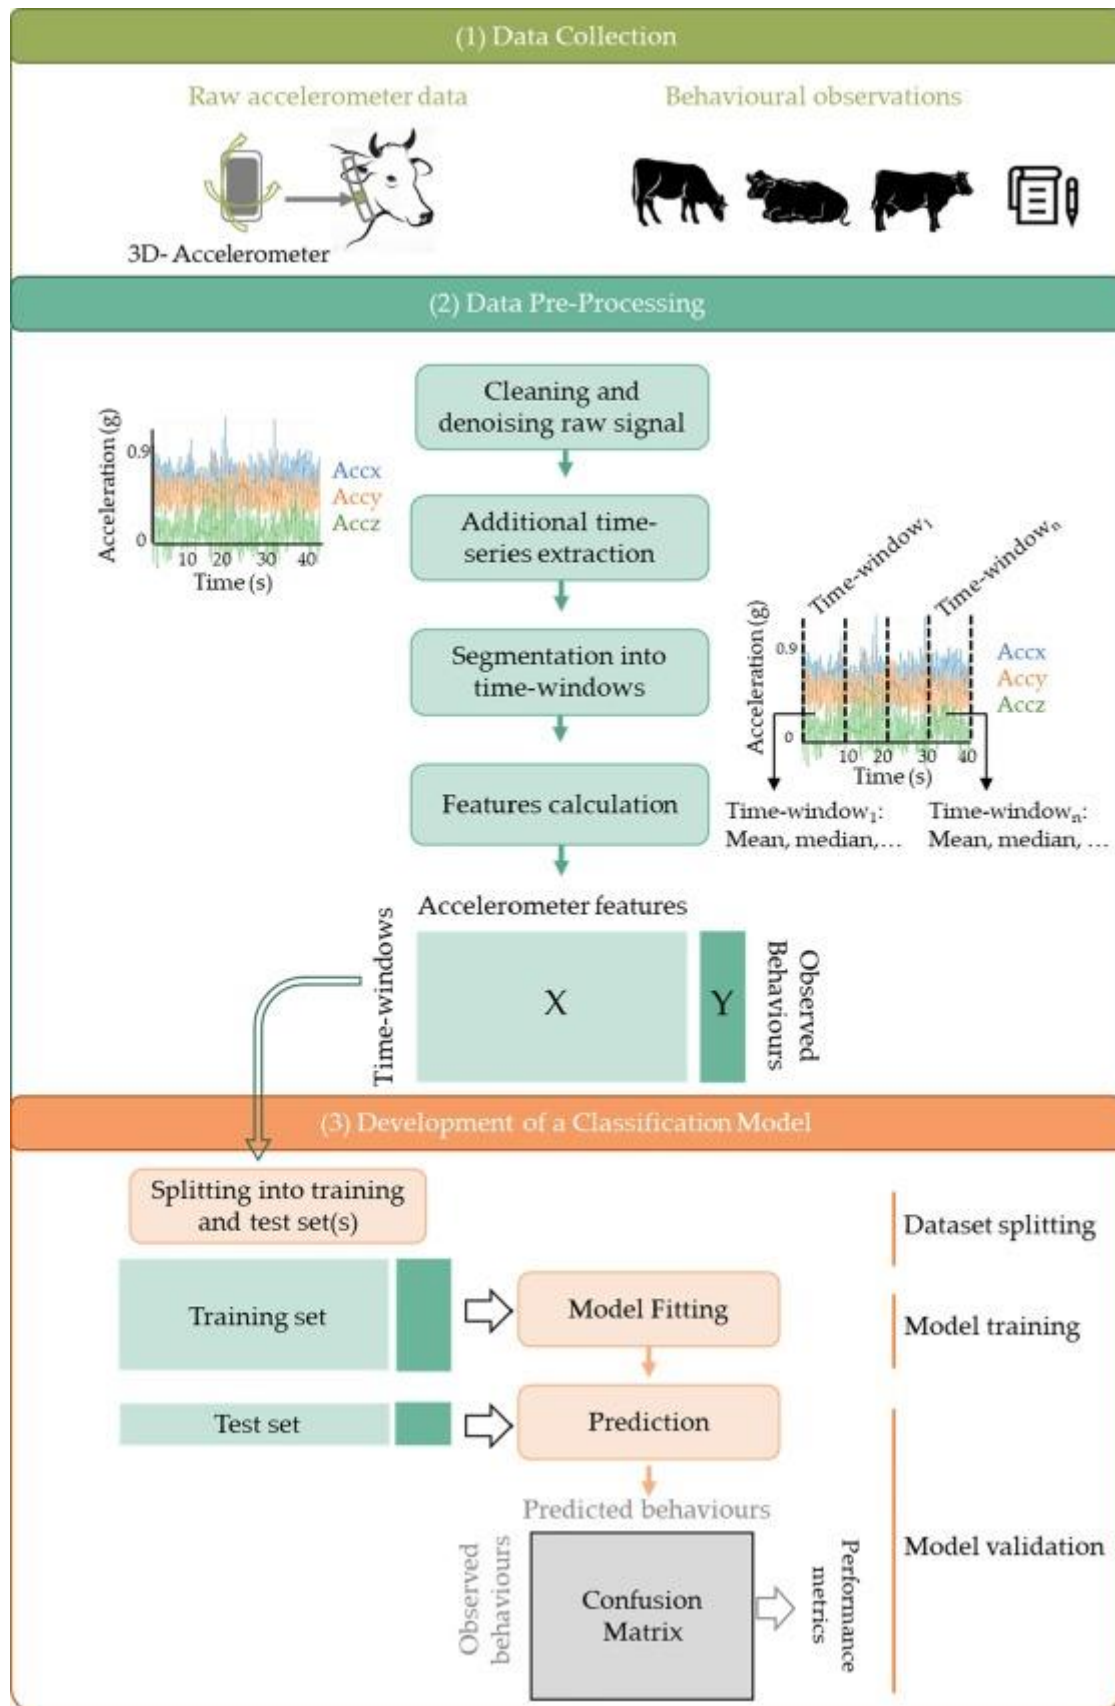 (1) Data Collection
Raw accelerometer data
Behavioural observations
3D- Accelerometer
(2) Data Pre-Processing
Cleaning and
denoising raw signal
Acceleration (g)
0.9
0
Accx
Accy
Accz
10 20 30 40
Time (s)
Additional time-
series extraction
Segmentation into
time-windows
Time-window₁
Time-windowₙ
Acceleration (g)
0.9
0
Accx
Accy
Accz
10 20 30 40
Time (s)
Features calculation
Time-window₁:
Mean, median,...
Time-windowₙ:
Mean, median, ...
Accelerometer features
Time-windows
X
Y
Observed
Behaviours
(3) Development of a Classification Model
Splitting into training
and test set(s)
Dataset splitting
Training set
Model Fitting
Model training
Test set
Prediction
Predicted behaviours
Observed
behaviours
Confusion
Matrix
Performance
metrics
Model validation